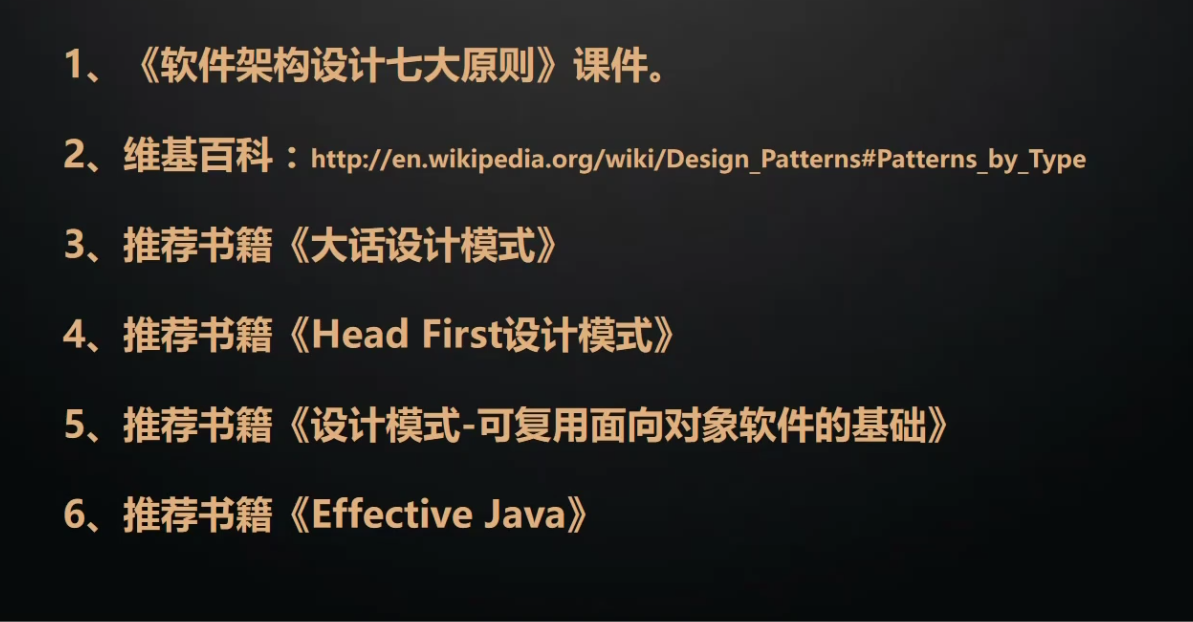 1、《软件架构设计七大原则》课件。
2、维基百科：http://en.wikipedia.org/wiki/Design_Patterns#Patterns_by_Type
3、推荐书籍《大话设计模式》
4、推荐书籍《Head First设计模式》
5、推荐书籍《设计模式-可复用面向对象软件的基础》
6、推荐书籍《Effective Java》